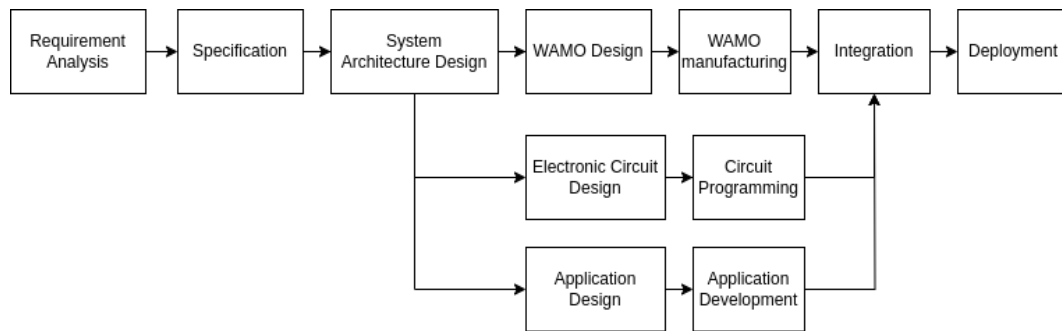 Requirement
Analysis
Specification
System
Architecture Design
WAMO Design
WAMO
manufacturing
Integration
Deployment
Electronic Circuit
Design
Circuit
Programming
Application
Design
Application
Development